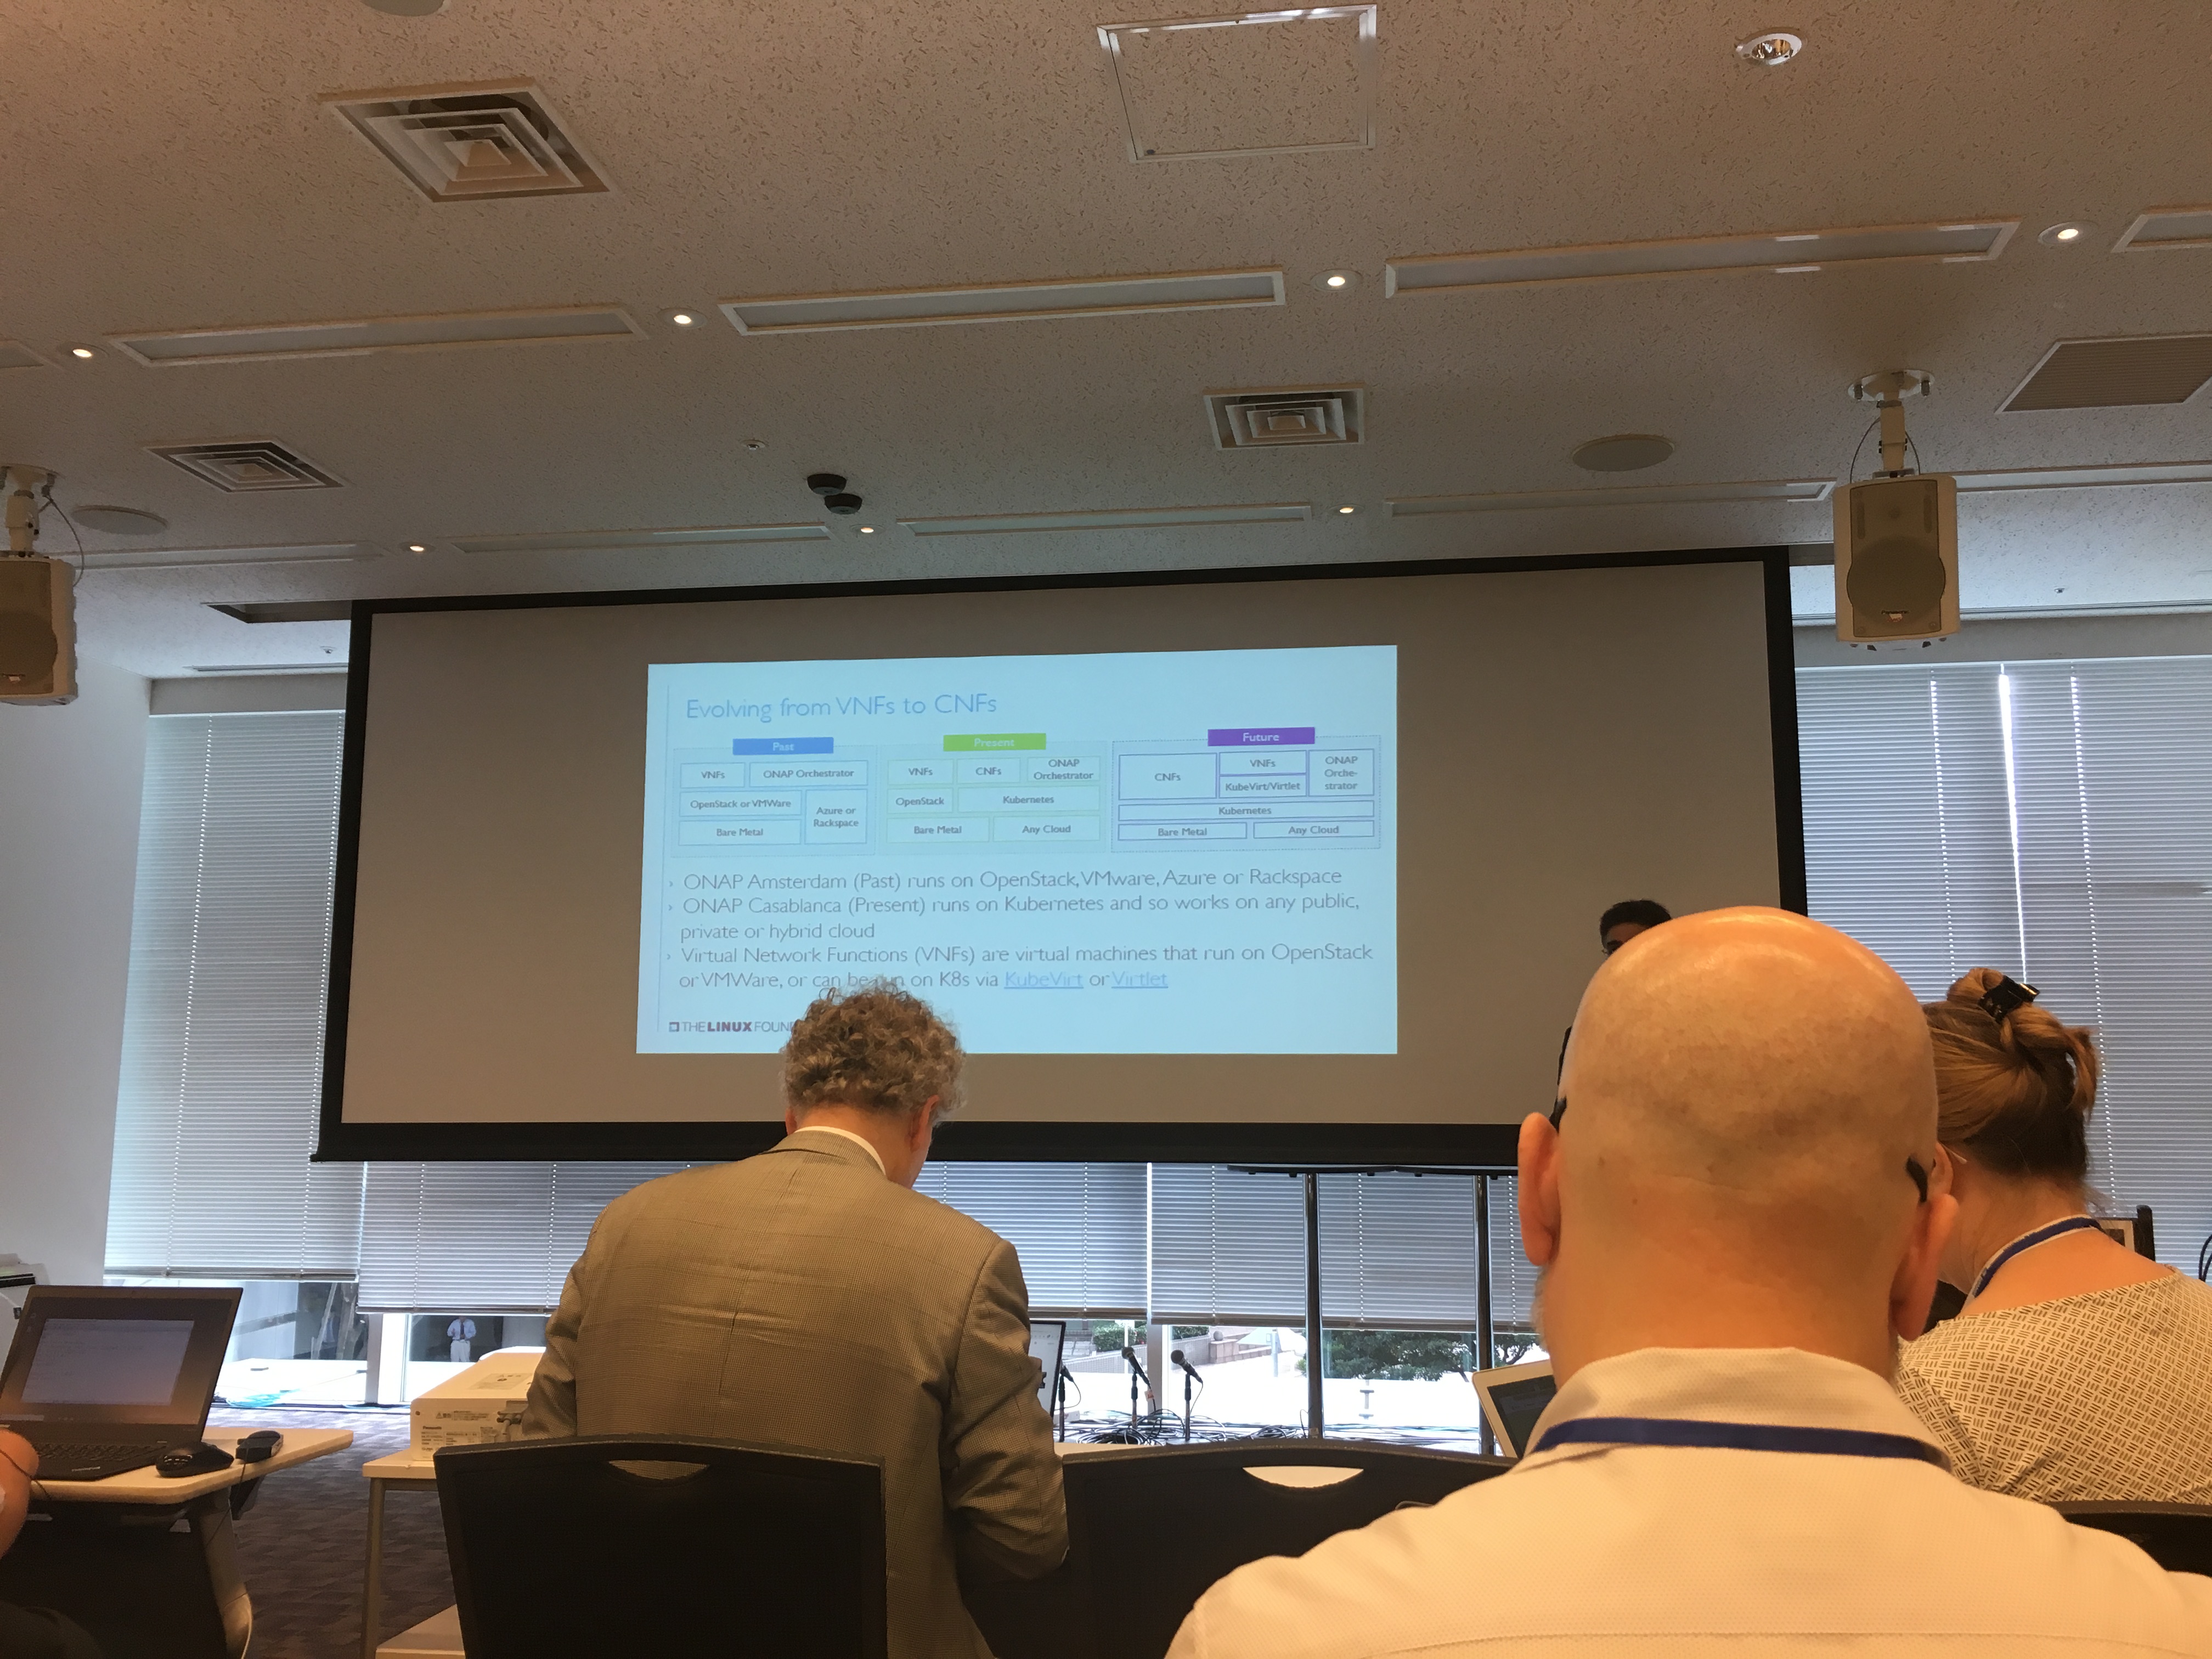 Evolving from VNFs to CNFs
Past
VNFs
ONAP Orchestrator
OpenStack or VMWare
Azure or
Rackspace
Bare Metal
Present
VNFs
CNFs
ONAP
Orchestrator
OpenStack
Kubernetes
Bare Metal
Any Cloud
Future
CNFs
VNFs
KubeVirt/Virtlet
ONAP
Orche-
strator
Kubernetes
Bare Metal
Any Cloud
› ONAP Amsterdam (Past) runs on OpenStack, VMware, Azure or Rackspace
› ONAP Casablanca (Present) runs on Kubernetes and so works on any public,
private or hybrid cloud
› Virtual Network Functions (VNFs) are virtual machines that run on OpenStack
or VMWare, or can be run on K8s via KubeVirt or Virtlet
THE LINUX FOUN
Panasonic